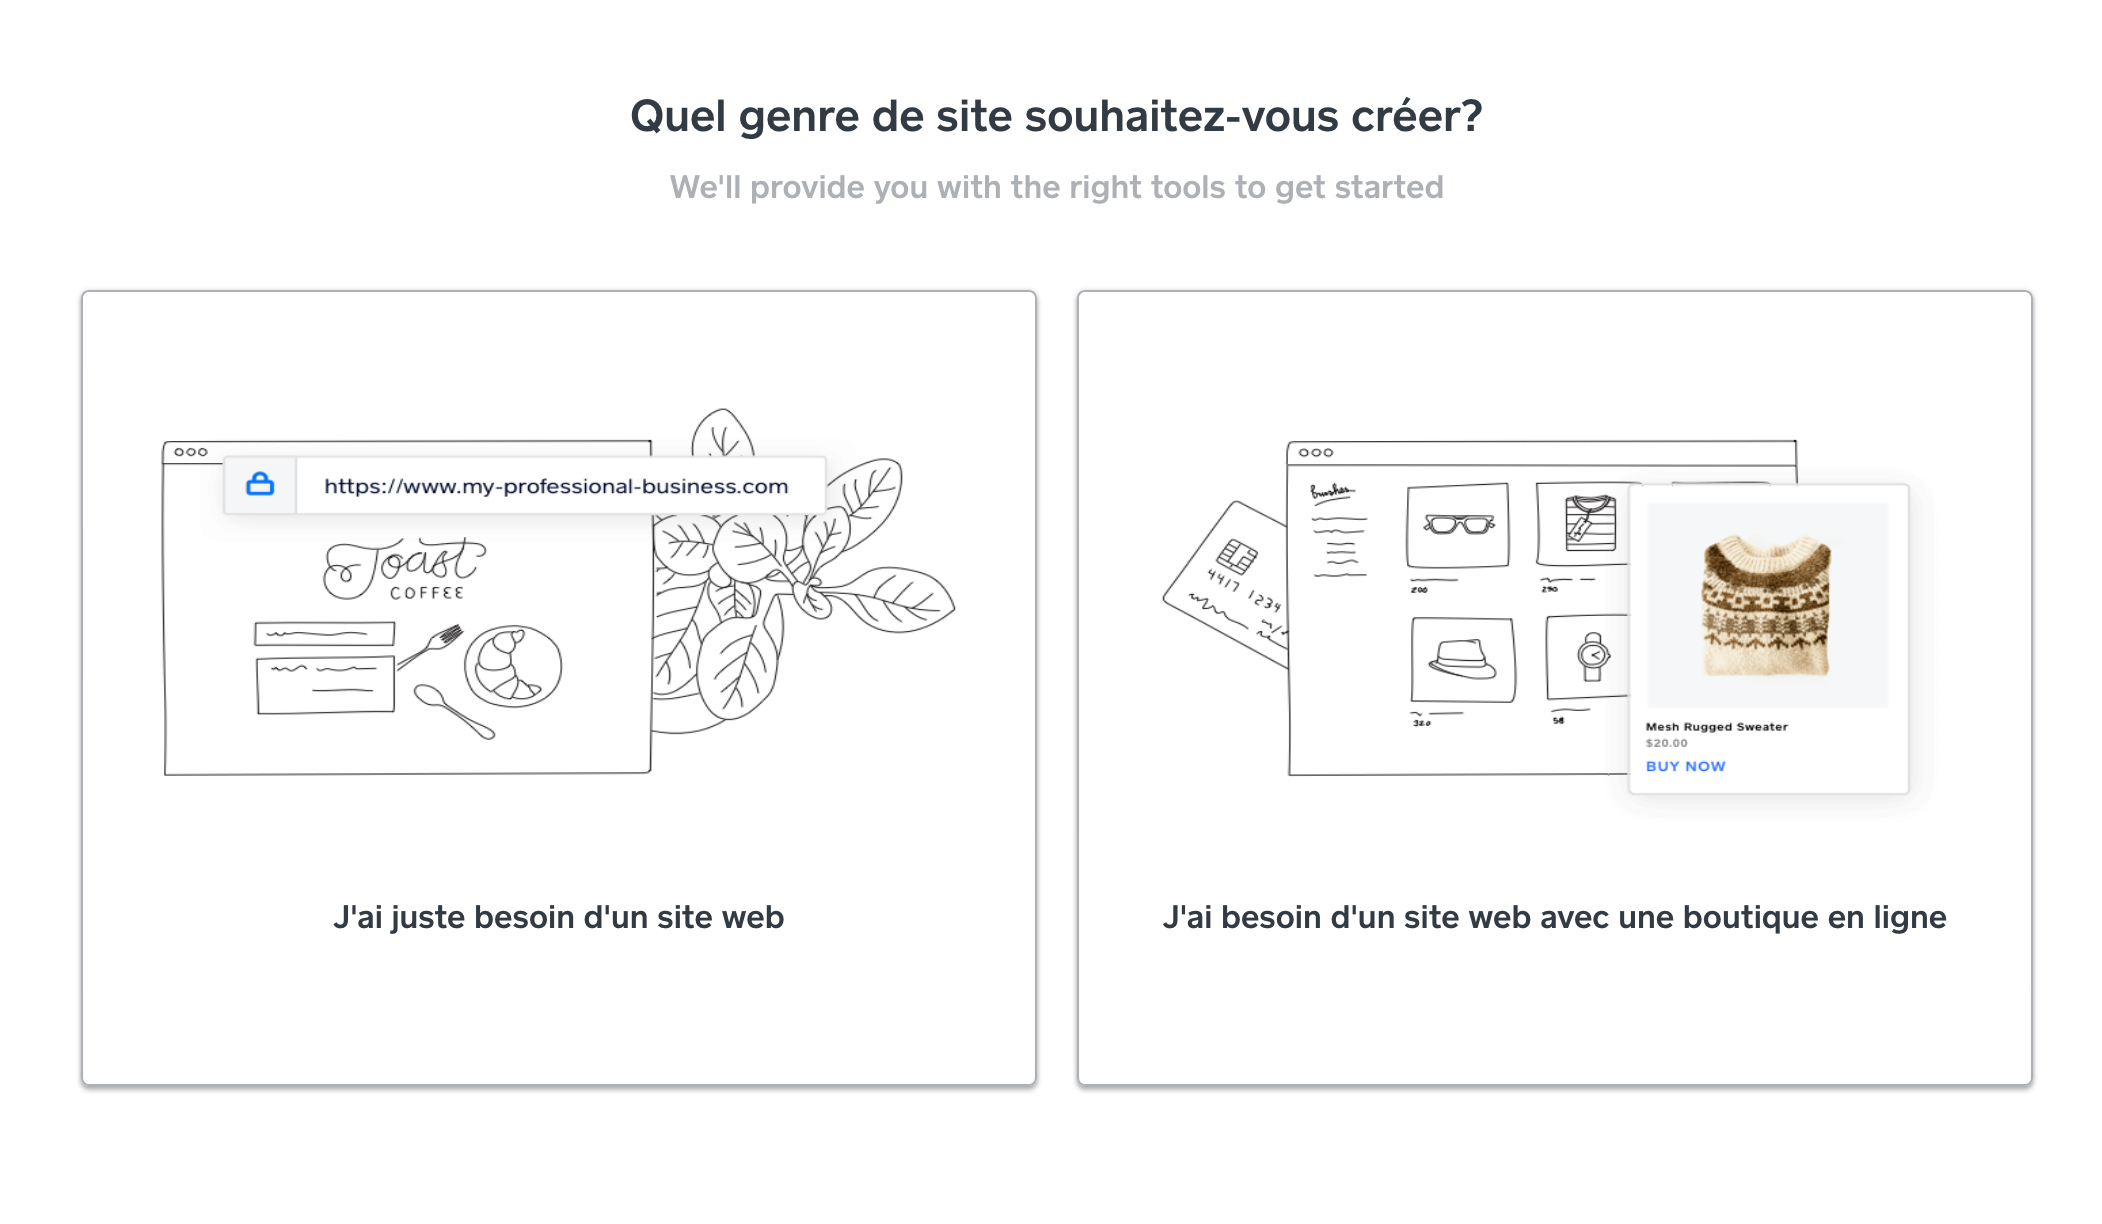 Quel genre de site souhaitez-vous créer?
We'll provide you with the right tools to get started
https://www.my-professional-business.com
Toast
COFFEE
J'ai juste besoin d'un site web
brushes
200
290
4417 1234
320
58
Mesh Rugged Sweater
$20.00
BUY NOW
J'ai besoin d'un site web avec une boutique en ligne